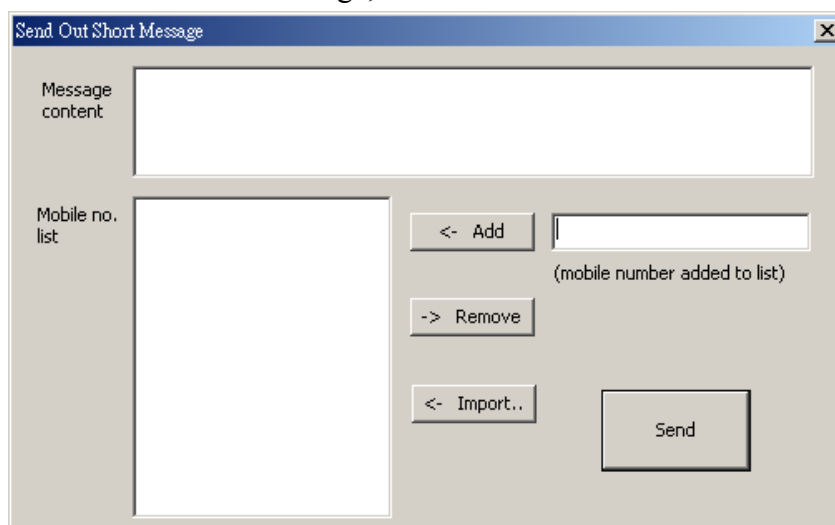 Send Out Short Message
Message
content
Mobile no.
list
<- Add
(mobile number added to list)
-> Remove
<- Import..
Send